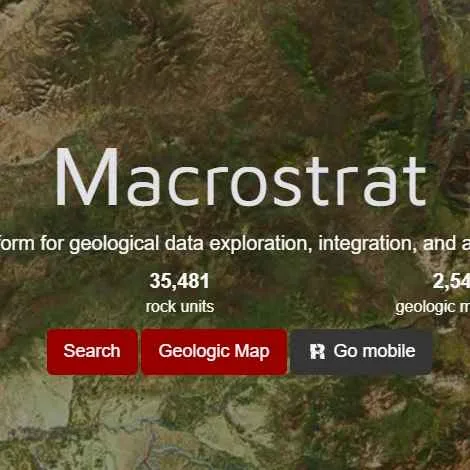 Macrostrat
form for geological data exploration, integration, and a
35,481 2,54
rock units geologic m
Search Geologic Map Go mobile